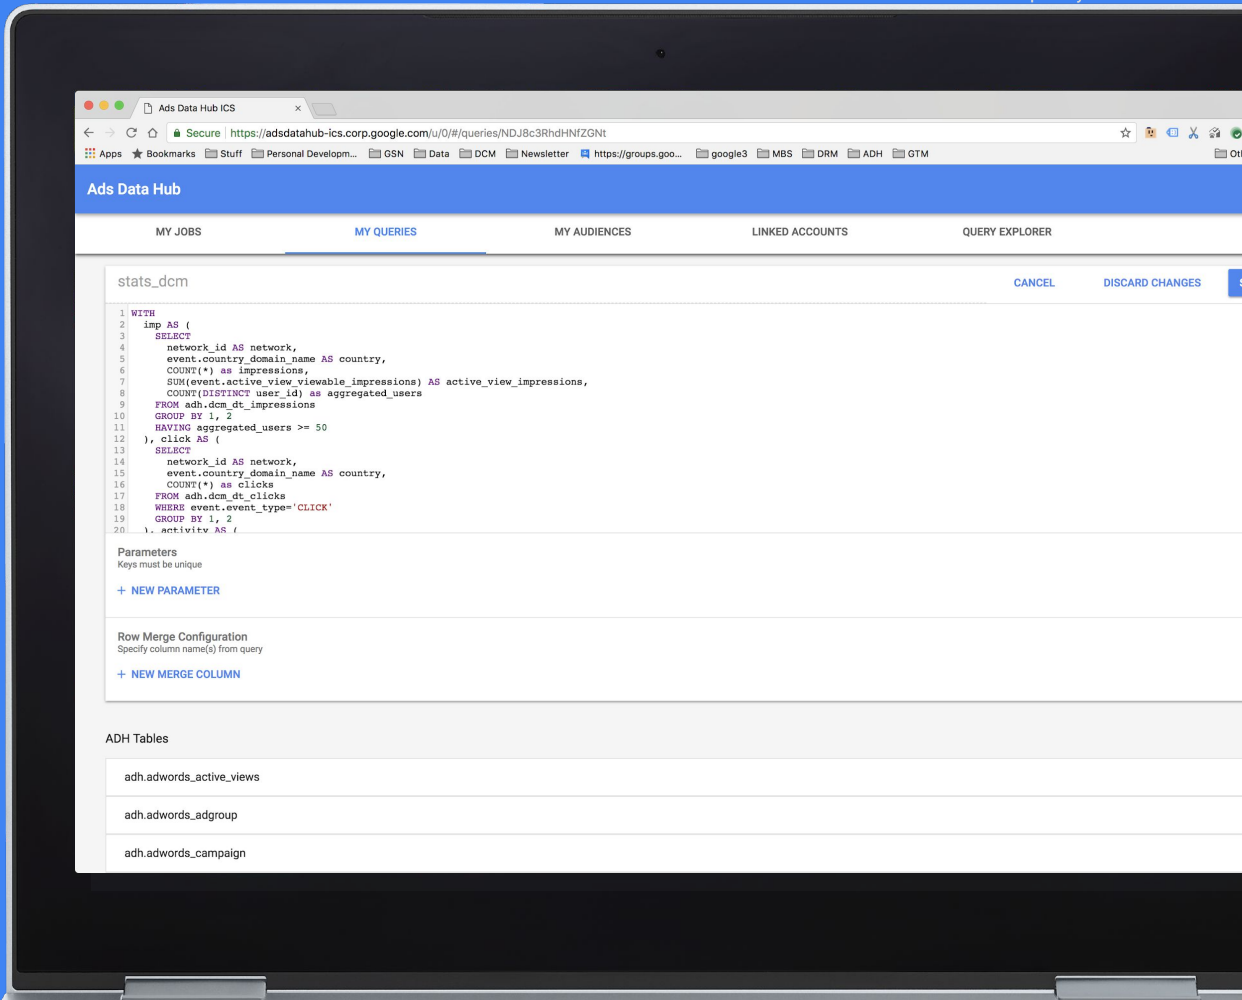 Ads Data Hub ICS
Secure https://adsdatahub-ics.corp.google.com/u/0/#/queries/NDJ8c3RhdHNfZGNt
Apps Bookmarks Stuff Personal Developm... GSN Data DCM Newsletter https://groups.goo... google3 MBS DRM ADH GTM
Ads Data Hub
MY JOBS MY QUERIES MY AUDIENCES LINKED ACCOUNTS QUERY EXPLORER
stats_dcm CANCEL DISCARD CHANGES
1 WITH
2 imp AS (
3 SELECT
4 network_id AS network,
5 event.country_domain_name AS country,
6 COUNT(*) as impressions,
7 SUM(event.active_view_viewable_impressions) AS active_view_impressions,
8 COUNT(DISTINCT user_id) as aggregated_users
9 FROM adh.dcm_dt_impressions
10 GROUP BY 1, 2
11 HAVING aggregated_users >= 50
12 ), click AS (
13 SELECT
14 network_id AS network,
15 event.country_domain_name AS country,
16 COUNT(*) as clicks
17 FROM adh.dcm_dt_clicks
18 WHERE event.event_type='CLICK'
19 GROUP BY 1, 2
20 ), activity AS (
Parameters
Keys must be unique
+ NEW PARAMETER
Row Merge Configuration
Specify column name(s) from query
+ NEW MERGE COLUMN
ADH Tables
adh.adwords_active_views
adh.adwords_adgroup
adh.adwords_campaign